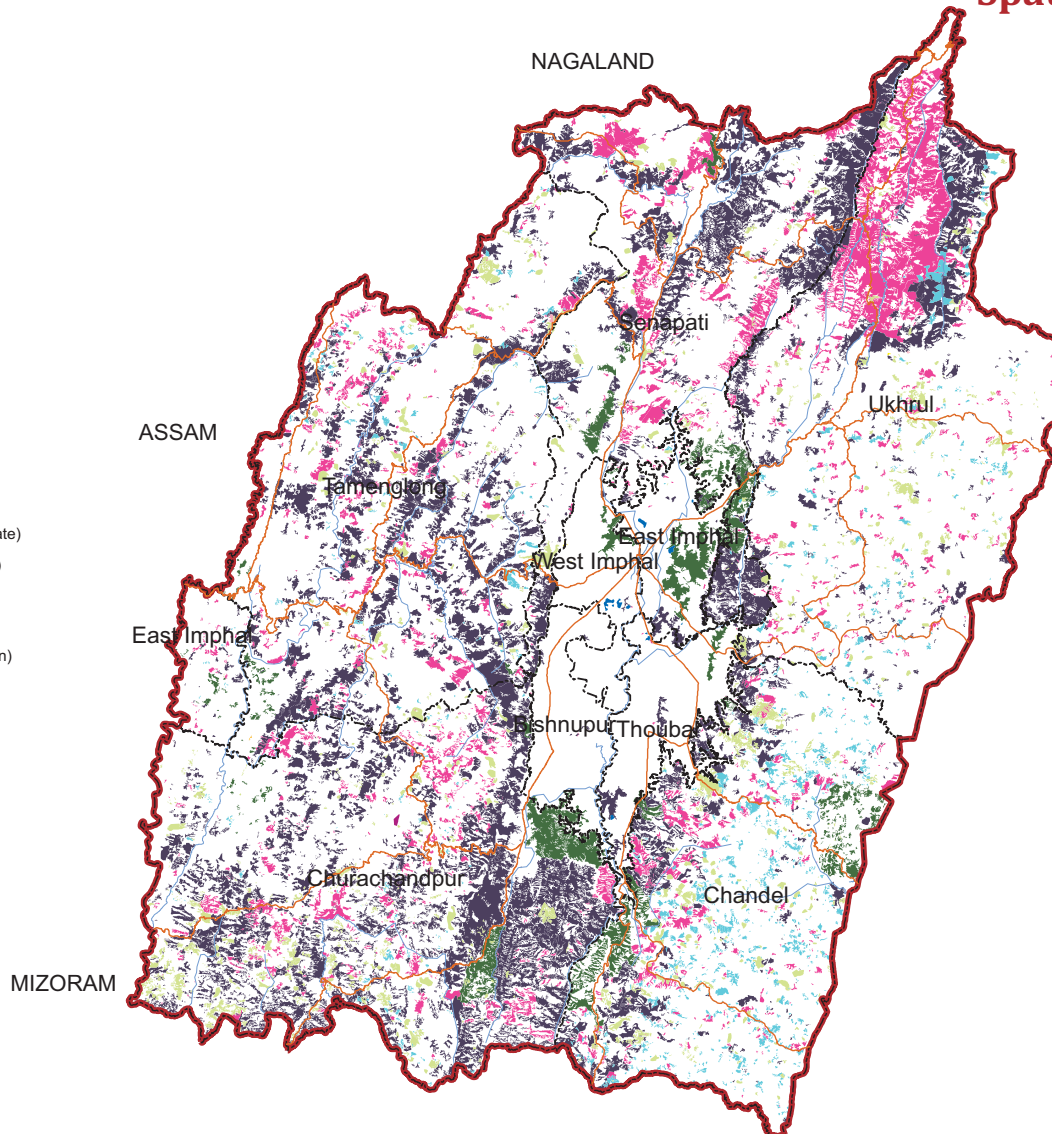 NAGALAND
Senapati
Ukhrul
ASSAM
Tamenglong
East Imphal
West Imphal
East Imphal
Bishnupur
Thoubal
Churachandpur
Chandel
MIZORAM